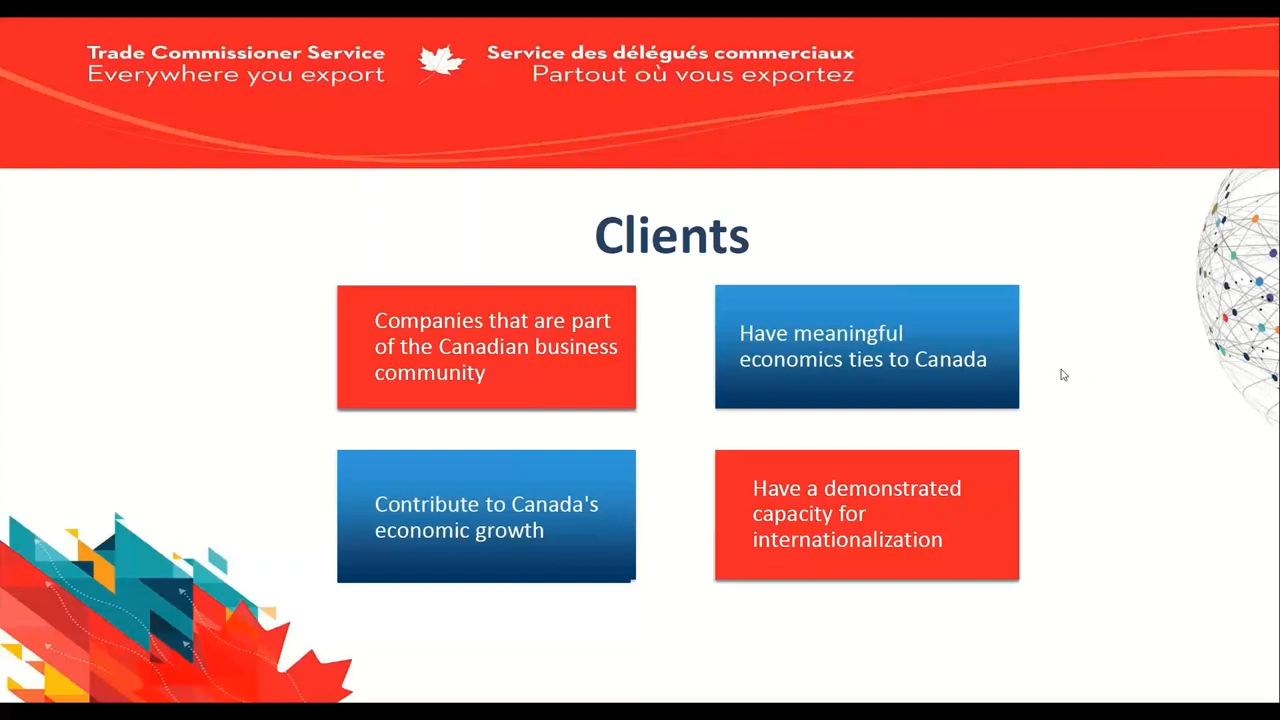 Trade Commissioner Service
Everywhere you export
Service des délégués commerciaux
Partout où vous exportez
Clients
Companies that are part
of the Canadian business
community
Have meaningful
economics ties to Canada
Contribute to Canada's
economic growth
Have a demonstrated
capacity for
internationalization